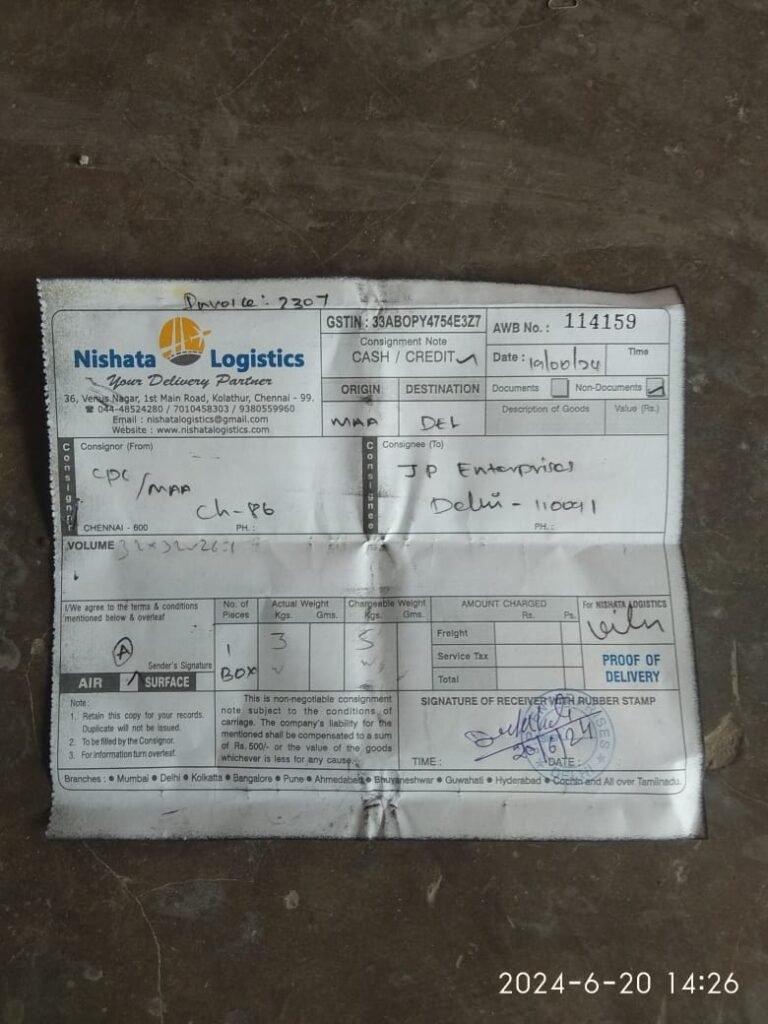 Invoice: 2307
Nishata Logistics
Your Delivery Partner
36, Venus Nagar, 1st Main Road, Kolathur, Chennai - 99.
☎ 044-48524280 / 7010458303 / 9380559960
Email : nishatalogistics@gmail.com
Website : www.nishatalogistics.com
GSTIN : 33ABOPY4754E3Z7
Consignment Note
CASH / CREDIT ✓
AWB No. : 114159
Date : Time
ORIGIN DESTINATION
MAA DEL
Documents Non-Documents ✓
Description of Goods Value (Rs.)
Consignor
Consignor (From)
CPC/MAA
Ch-86
CHENNAI - 600 PH. :
Consignee
Consignee (To)
JP Enterprises
Delhi - 110091
PH. :
VOLUME
I/We agree to the terms & conditions
mentioned below & overleaf
A
Sender's Signature
AIR ✓ SURFACE
No. of
Pieces
1
BOX
Actual Weight
Kgs. Gms.
3
Chargeable Weight
Kgs. Gms.
5
AMOUNT CHARGED
Rs. Ps.
Freight
Service Tax
Total
For NISHATA LOGISTICS
PROOF OF
DELIVERY
Note :
1. Retain this copy for your records.
Duplicate will not be issued.
2. To be filled by the Consignor.
3. For information turn overleaf.
This is non-negotiable consignment
note subject to the conditions of
carriage. The company's liability for the
mentioned shall be compensated to a sum
of Rs.500/- or the value of the goods
whichever is less for any cause.
SIGNATURE OF RECEIVER WITH RUBBER STAMP
20/6/24
TIME : DATE :
DELHI
Branches : ● Mumbai ● Delhi ● Kolkatta ● Bangalore ● Pune ● Ahmedabad ● Bhuvaneshwar ● Guwahati ● Hyderabad ● Cochin and All over Tamilnadu.
2024-6-20 14:26